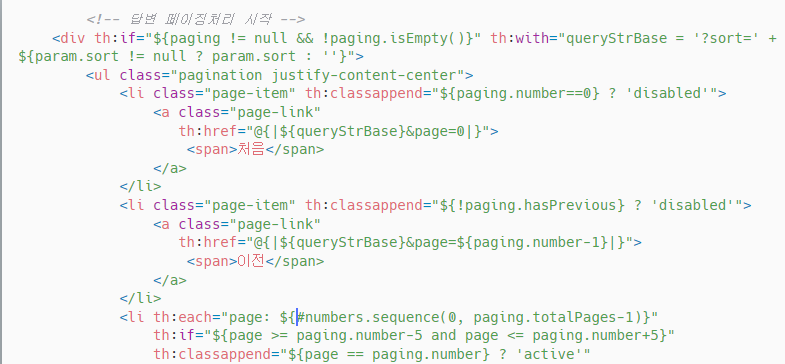 <!-- 답변 페이징처리 시작 -->
<div th:if="${paging != null && !paging.isEmpty()}" th:with="queryStrBase = '?sort=' +
${param.sort != null ? param.sort : ''}">
<ul class="pagination justify-content-center">
<li class="page-item" th:classappend="${paging.number==0} ? 'disabled'">
<a class="page-link"
th:href="@{|${queryStrBase}&page=0|}">
<span>처음</span>
</a>
</li>
<li class="page-item" th:classappend="${!paging.hasPrevious} ? 'disabled'">
<a class="page-link"
th:href="@{|${queryStrBase}&page=${paging.number-1}|}">
<span>이전</span>
</a>
</li>
<li th:each="page: ${#numbers.sequence(0, paging.totalPages-1)}"
th:if="${page >= paging.number-5 and page <= paging.number+5}"
th:classappend="${page == paging.number} ? 'active'"